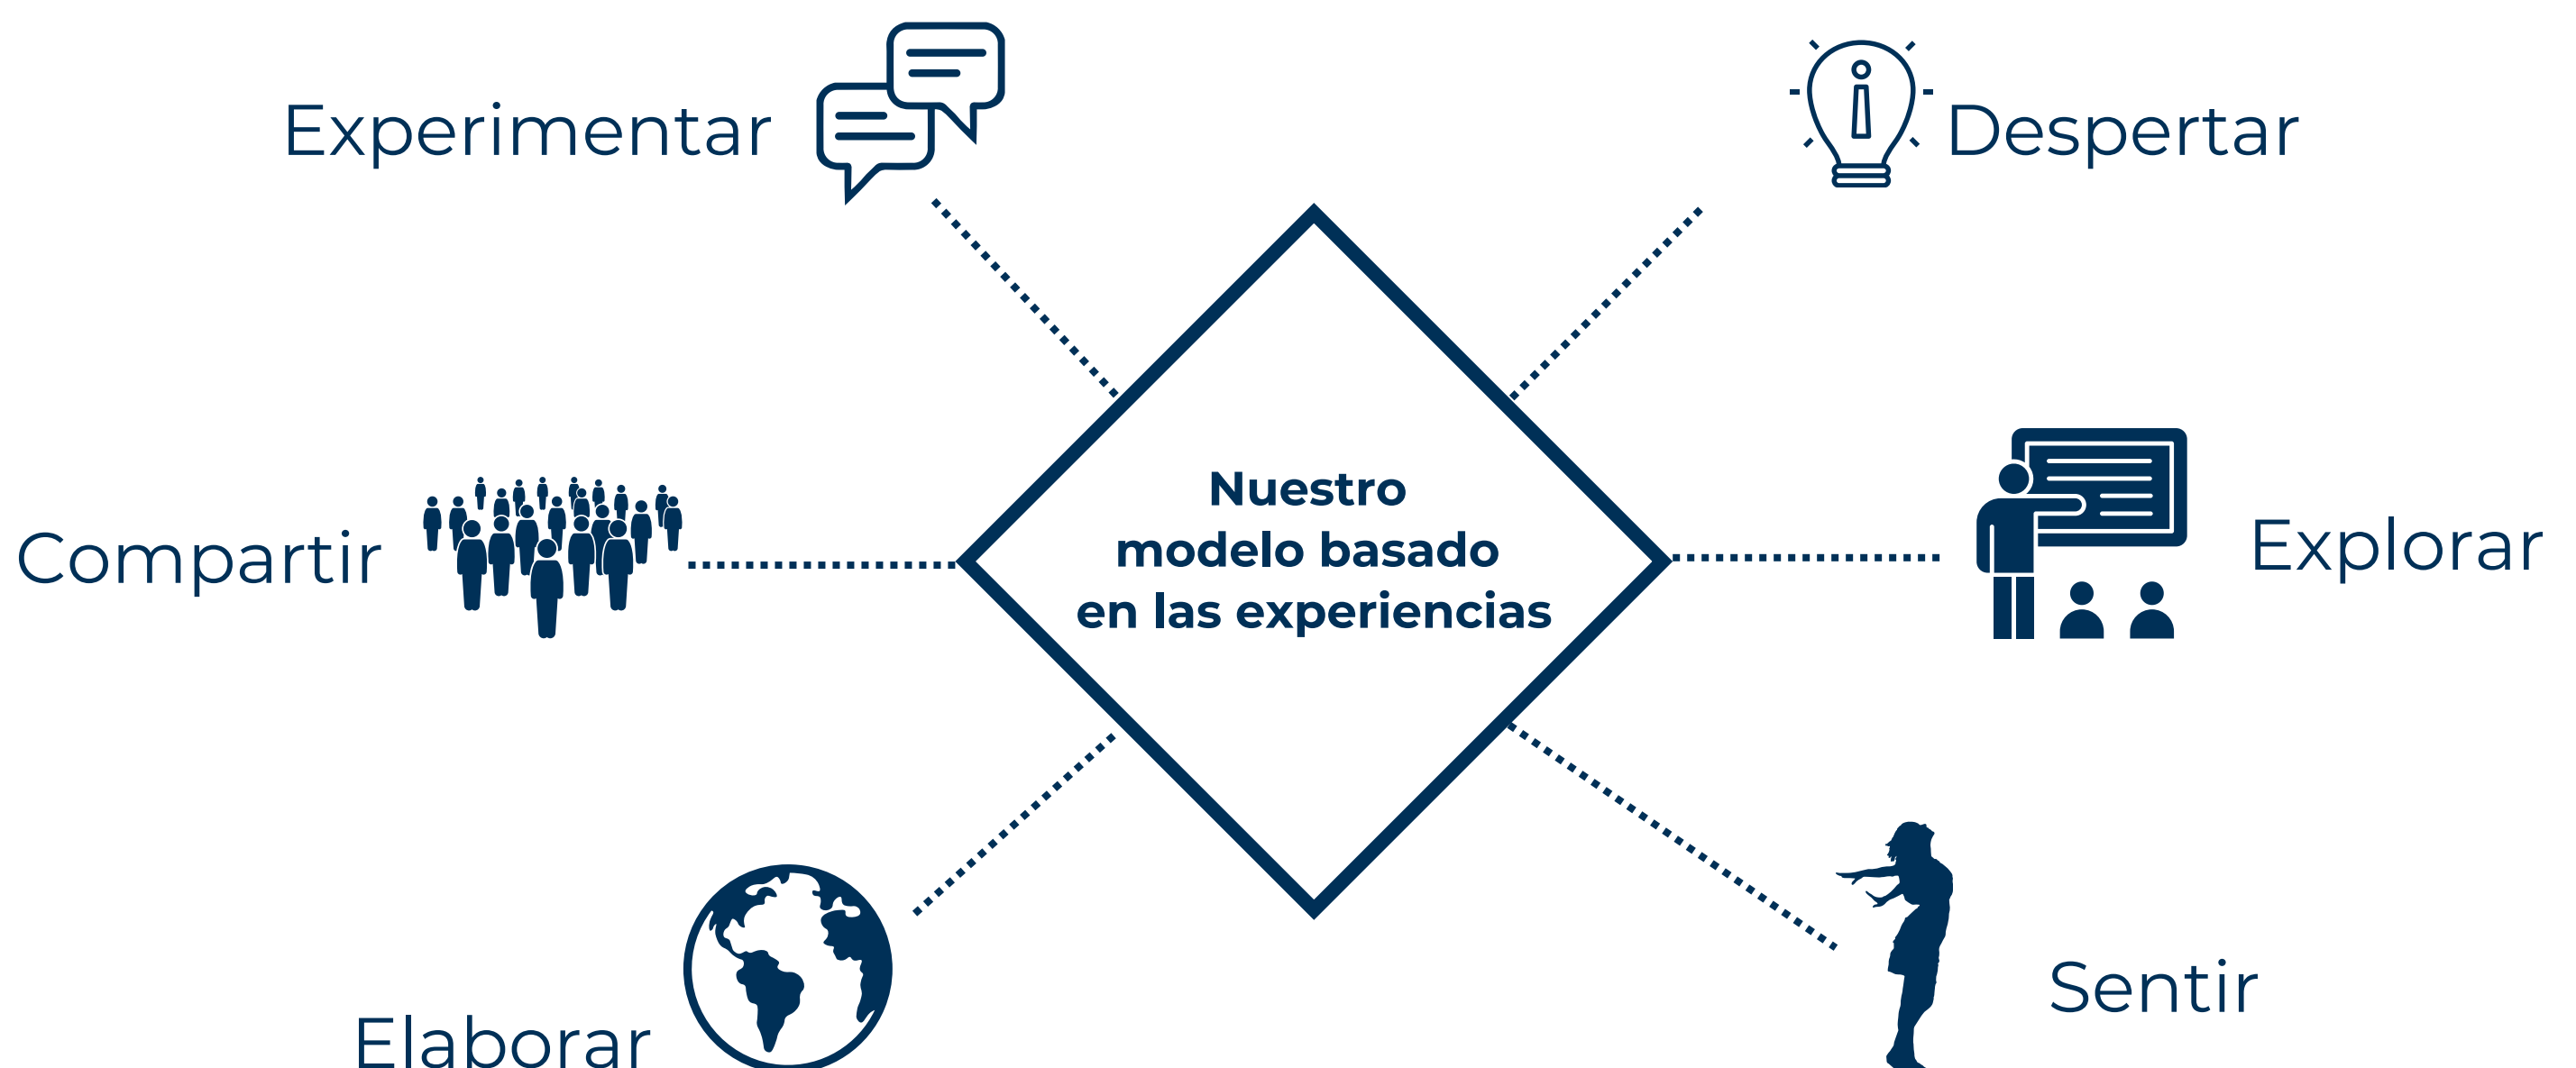 Experimentar
Despertar
Compartir
Nuestro
modelo basado
en las experiencias
Explorar
Elaborar
Sentir